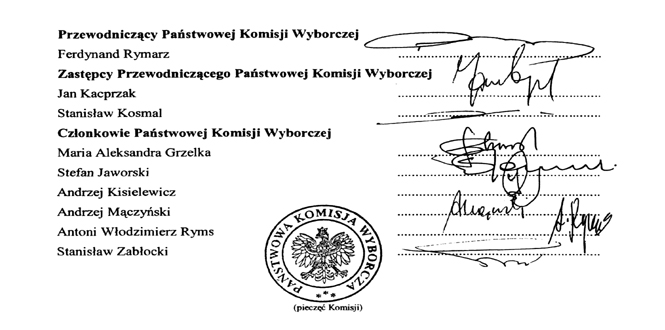 Przewodniczący Państwowej Komisji Wyborczej
Ferdynand Rymarz
Zastępcy Przewodniczącego Państwowej Komisji Wyborczej
Jan Kacprzak
Stanisław Kosmal
Członkowie Państwowej Komisji Wyborczej
Maria Aleksandra Grzelka
Stefan Jaworski
Andrzej Kisielewicz
Andrzej Mączyński
Antoni Włodzimierz Ryms
A. Ryms
Stanisław Zabłocki
PAŃSTWOWA KOMISJA WYBORCZA
(pieczęć Komisji)